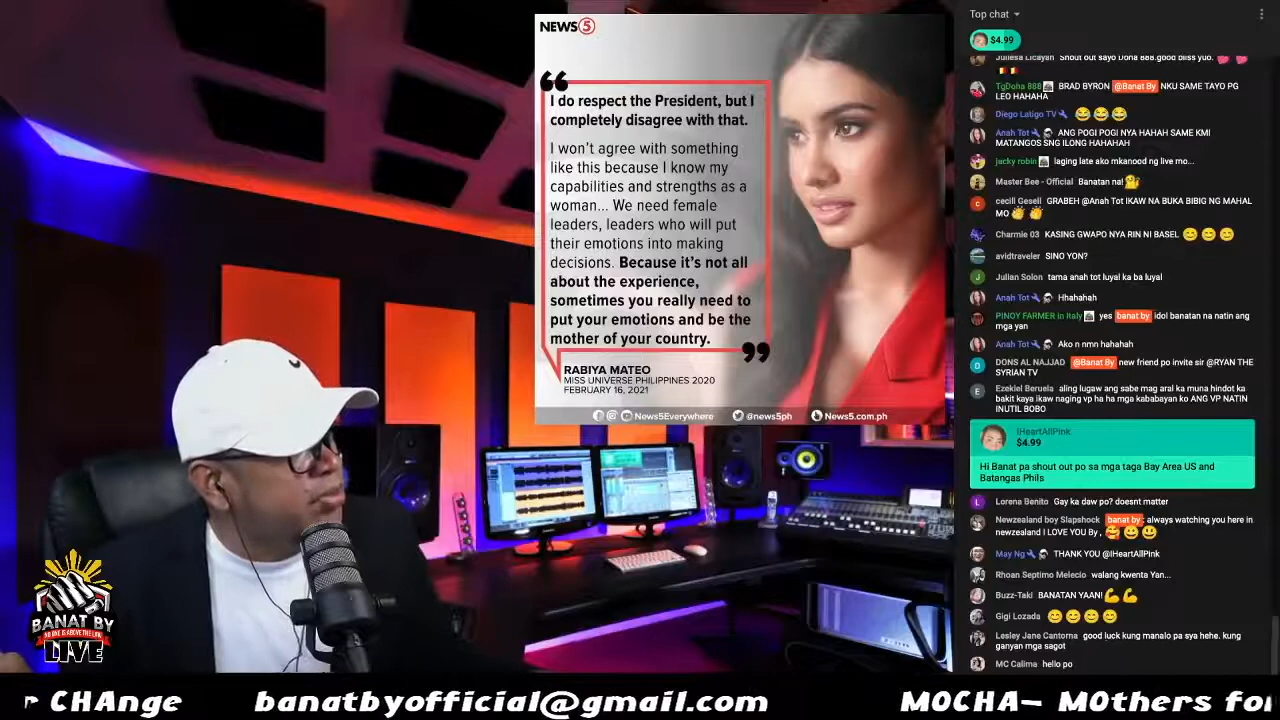 NEWS5
I do respect the President, but I
completely disagree with that.
I won't agree with something
like this because I know my
capabilities and strengths as a
woman... We need female
leaders, leaders who will put
their emotions into making
decisions. Because it's not all
about the experience,
sometimes you really need to
put your emotions and be the
mother of your country.
RABIYA MATEO
MISS UNIVERSE PHILIPPINES 2020
FEBRUARY 16, 2021
News5Everywhere @news5ph News5.com.ph
BANAT BY
NO ONE IS ABOVE THE LAW
LIVE
Top chat
$4.99
Juliesa Licayan Shout out sayo Doha 888.good bliss yuo.
TgDoha 888 BRAD BYRON @Banat By NKU SAME TAYO PG
LEO HAHAHA
Diego Latigo TV
Anah Tot ANG POGI POGI NYA HAHAH SAME KMI
MATANGOS SNG ILONG HAHAHAH
jacky robin laging late ako mkanood ng live mo...
Master Bee - Official Banatan na!
cecill Gesell GRABEH @Anah Tot IKAW NA BUKA BIBIG NG MAHAL
MO
Charmie 03 KASING GWAPO NYA RIN NI BASEL
avidtraveler SINO YON?
Julian Solon tama anah tot luyal ka ba luyal
Anah Tot Hhahahah
PINOY FARMER in Italy yes banat by idol banatan na natin ang
mga yan
Anah Tot Ako n nmn hahahah
DONS AL NAJJAD @Banat By new friend po invite sir @RYAN THE
SYRIAN TV
Ezekiel Beruela aling lugaw ang sabe mag aral ka muna hindot ka
bakit kaya ikaw naging vp ha ha mga kababayan ko ANG VP NATIN
INUTIL BOBO
IHeartAllPink
$4.99
Hi Banat pa shout out po sa mga taga Bay Area US and
Batangas Phils
Lorena Benito Gay ka daw po? doesnt matter
Newzealand boy Slapshock banat by: always watching you here in
newzealand I LOVE YOU By ,
May Ng THANK YOU @IHeartAllPink
Rhoan Septimo Melecio walang kwenta Yan...
Buzz-Taki BANATAN YAAN!
Gigi Lozada
Lesley Jane Cantorna good luck kung manalo pa sya hehe. kung
ganyan mga sagot
MC Calima hello po
r CHAnge banatbyofficial@gmail.com MOCHA- MOthers for